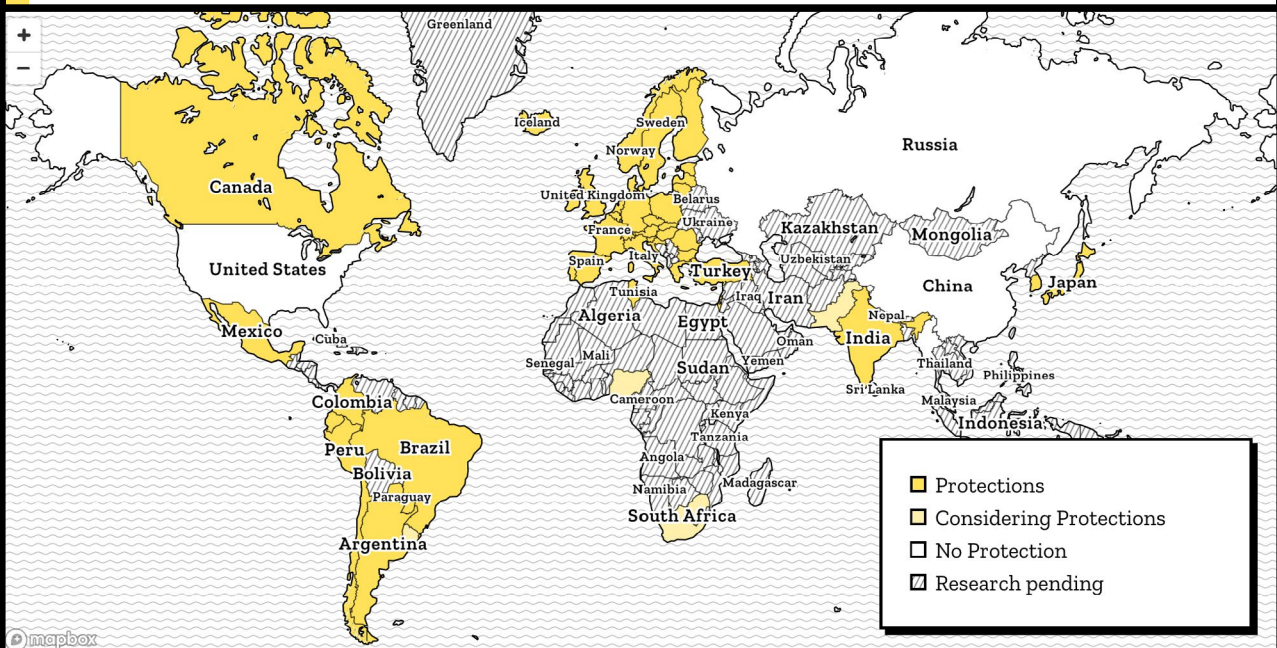 +
−
Greenland
Iceland
Sweden
Norway
Russia
Canada
United Kingdom
Belarus
Ukraine
France
Kazakhstan
Mongolia
Italy
Uzbekistan
Spain
Turkey
United States
China
Japan
Tunisia
Iraq
Iran
Algeria
Egypt
Nepal
Mexico
Cuba
India
Oman
Mali
Senegal
Sudan
Yemen
Thailand
Philippines
Sri Lanka
Colombia
Cameroon
Malaysia
Kenya
Indonesia
Tanzania
Peru
Brazil
Angola
Bolivia
Madagascar
Paraguay
Namibia
South Africa
Argentina
Protections
Considering Protections
No Protection
Research pending
mapbox